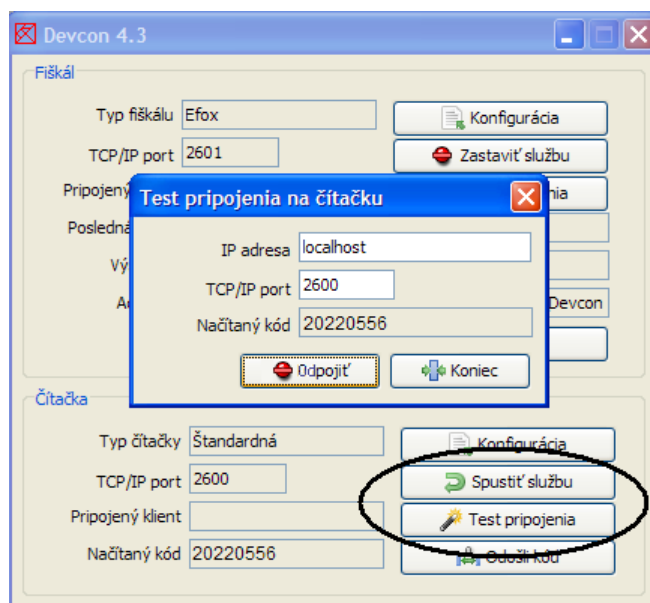 Devcon 4.3
Fiškál
Typ fiškálu Efox Konfigurácia
TCP/IP port 2601 Zastaviť službu
Pripojený
Test pripojenia na čítačku
Posledná
IP adresa localhost
TCP/IP port 2600
Načítaný kód 20220556
Devcon
Odpojiť Koniec
Čítačka
Typ čítačky Štandardná Konfigurácia
TCP/IP port 2600 Spustiť službu
Pripojený klient Test pripojenia
Načítaný kód 20220556 Odošli kód